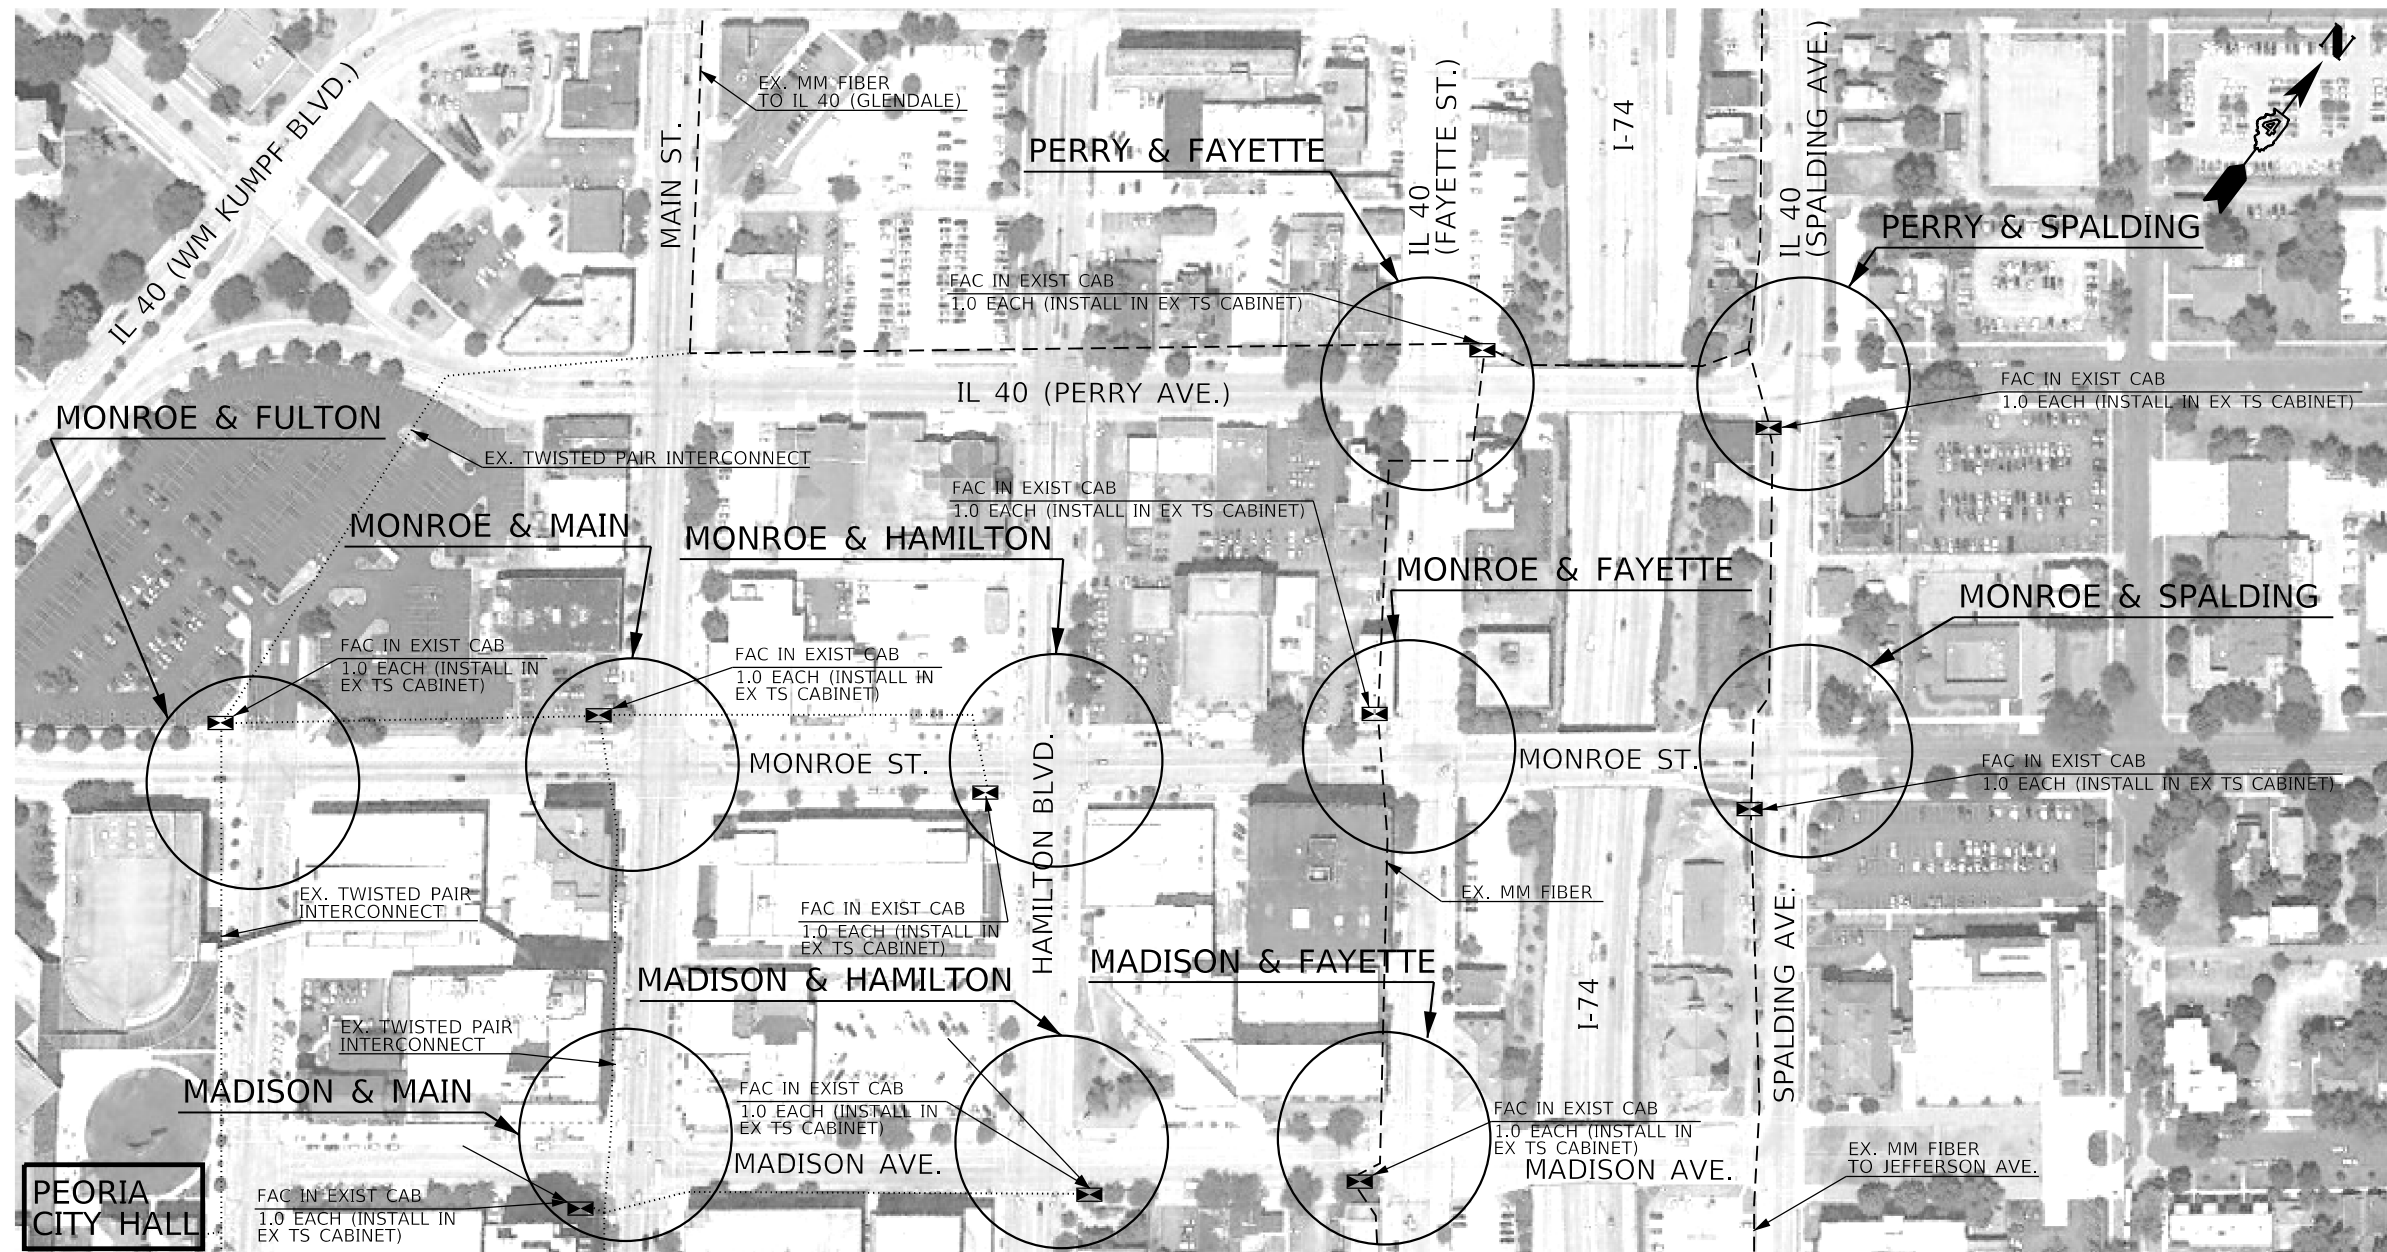 IL 40 (WM KUMPF BLVD.)
MAIN ST.
EX. MM FIBER
TO IL 40 (GLENDALE)
PERRY & FAYETTE
IL 40
(FAYETTE ST.)
I-74
IL 40
(SPALDING AVE.)
N
4
PERRY & SPALDING
FAC IN EXIST CAB
1.0 EACH (INSTALL IN EX TS CABINET)
IL 40 (PERRY AVE.)
FAC IN EXIST CAB
1.0 EACH (INSTALL IN EX TS CABINET)
MONROE & FULTON
EX. TWISTED PAIR INTERCONNECT
FAC IN EXIST CAB
1.0 EACH (INSTALL IN EX TS CABINET)
MONROE & MAIN
MONROE & HAMILTON
MONROE & FAYETTE
MONROE & SPALDING
FAC IN EXIST CAB
1.0 EACH (INSTALL IN
EX TS CABINET)
FAC IN EXIST CAB
1.0 EACH (INSTALL IN
EX TS CABINET)
MONROE ST.
HAMILTON BLVD.
MONROE ST.
FAC IN EXIST CAB
1.0 EACH (INSTALL IN EX TS CABINET)
EX. TWISTED PAIR
INTERCONNECT
FAC IN EXIST CAB
1.0 EACH (INSTALL IN
EX TS CABINET)
EX. MM FIBER
SPALDING AVE.
MADISON & HAMILTON
MADISON & FAYETTE
I-74
EX. TWISTED PAIR
INTERCONNECT
MADISON & MAIN
FAC IN EXIST CAB
1.0 EACH (INSTALL IN
EX TS CABINET)
MADISON AVE.
FAC IN EXIST CAB
1.0 EACH (INSTALL IN
EX TS CABINET)
MADISON AVE.
EX. MM FIBER
TO JEFFERSON AVE.
PEORIA
CITY HALL
FAC IN EXIST CAB
1.0 EACH (INSTALL IN
EX TS CABINET)